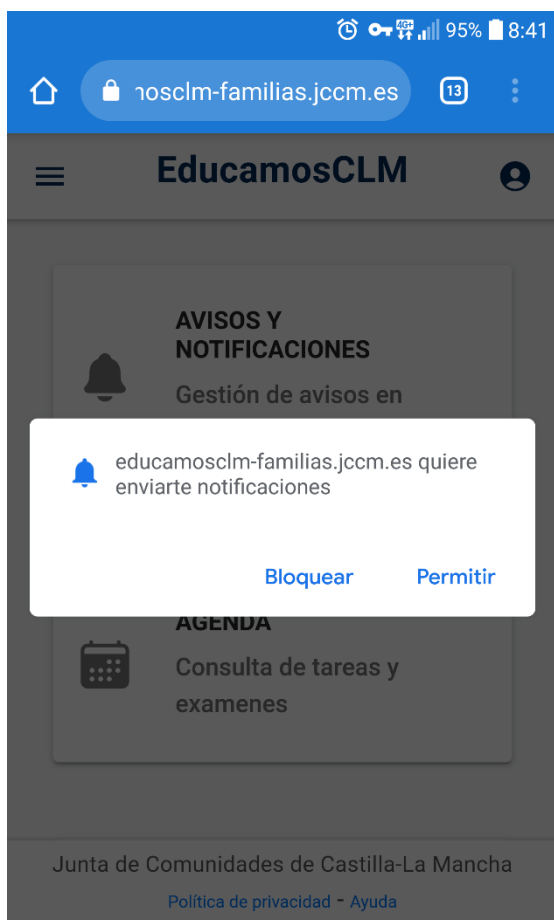 95% 8:41
nosclm-familias.jccm.es 13
EducamosCLM
AVISOS Y
NOTIFICACIONES
Gestión de avisos en
educamosclm-familias.jccm.es quiere
enviarte notificaciones
Bloquear Permitir
AGENDA
Consulta de tareas y
examenes
Junta de Comunidades de Castilla-La Mancha
Política de privacidad - Ayuda